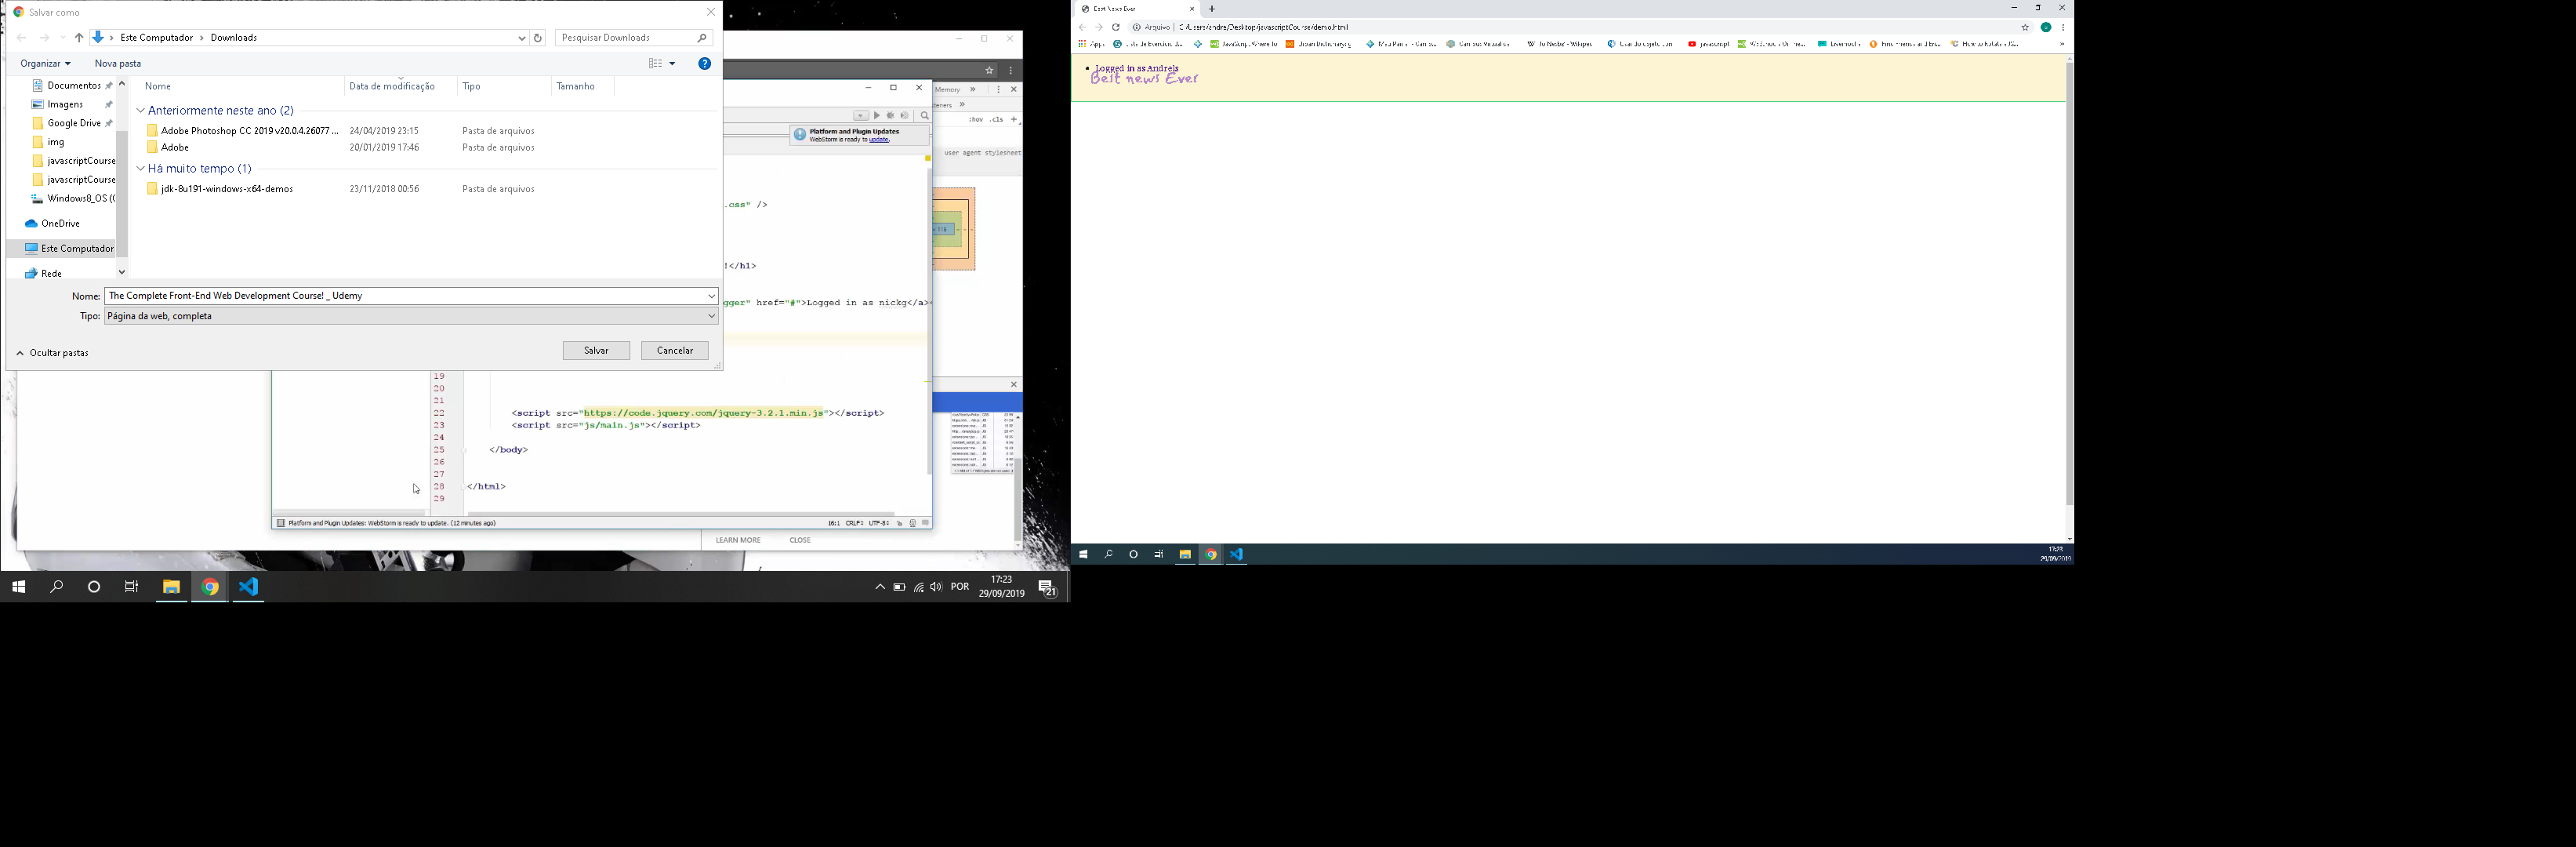 Salvar como
Este Computador > Downloads
Pesquisar Downloads
Organizar
Nova pasta
Documentos
Imagens
Google Drive
img
javascriptCourse
javascriptCourse
Windows8_OS ((
OneDrive
Este Computador
Rede
Nome Data de modificação Tipo Tamanho
Anteriormente neste ano (2)
Adobe Photoshop CC 2019 v20.0.4.26077 ... 24/04/2019 23:15 Pasta de arquivos
Adobe 20/01/2019 17:46 Pasta de arquivos
Há muito tempo (1)
jdk-8u191-windows-x64-demos 23/11/2018 00:56 Pasta de arquivos
Nome: The Complete Front-End Web Development Course! _ Udemy
Tipo: Página da web, completa
Ocultar pastas
Salvar
Cancelar
Memory
:hov .cls +
Platform and Plugin Updates
WebStorm is ready to update.
user agent stylesheet
.css" />
!</h1>
gger" href="#">Logged in as nickg</a>
19
20
21
22 <script src="https://code.jquery.com/jquery-3.2.1.min.js"></script>
23 <script src="js/main.js"></script>
24
25 </body>
26
27
28 </html>
29
Platform and Plugin Updates: WebStorm is ready to update. (12 minutes ago)
16:1 CRLF UTF-8
LEARN MORE
CLOSE
POR
17:23
29/09/2019
21
Best News Ever
Arquivo | C:/Users/andre/Desktop/javascriptCourse/demo.html
Apps
javascript
Logged in as Andrels
Best news Ever
17:23
29/09/2019